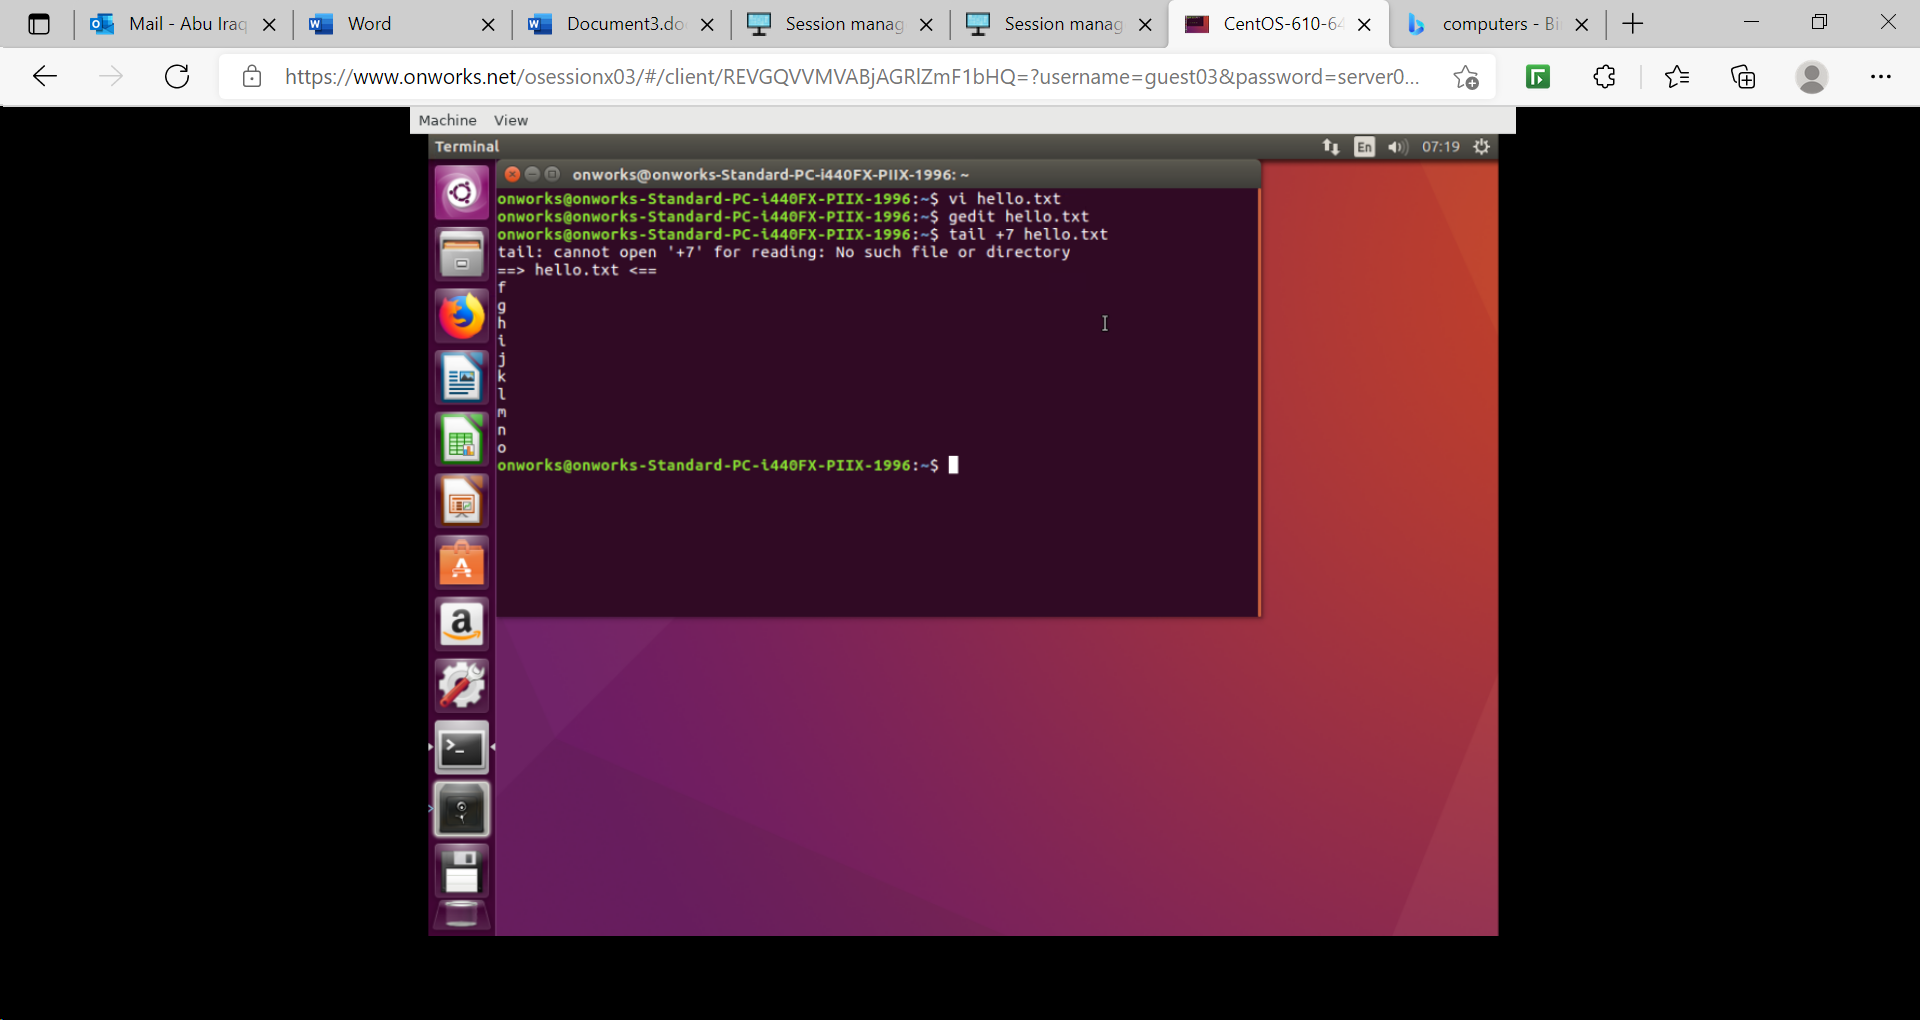 Mail - Abu Iraq
Word
Document3.do
Session manag
Session manag
CentOS-610-64
computers - Bi
https://www.onworks.net/osessionx03/#/client/REVGQVVMVABjAGRlZmF1bHQ=?username=guest03&password=server0...
Machine View
Terminal
En
07:19
onworks@onworks-Standard-PC-i440FX-PIIX-1996: ~
onworks@onworks-Standard-PC-i440FX-PIIX-1996:~$ vi hello.txt
onworks@onworks-Standard-PC-i440FX-PIIX-1996:~$ gedit hello.txt
onworks@onworks-Standard-PC-i440FX-PIIX-1996:~$ tail +7 hello.txt
tail: cannot open '+7' for reading: No such file or directory
==> hello.txt <==
f
g
h
i
j
k
l
m
n
o
onworks@onworks-Standard-PC-i440FX-PIIX-1996:~$